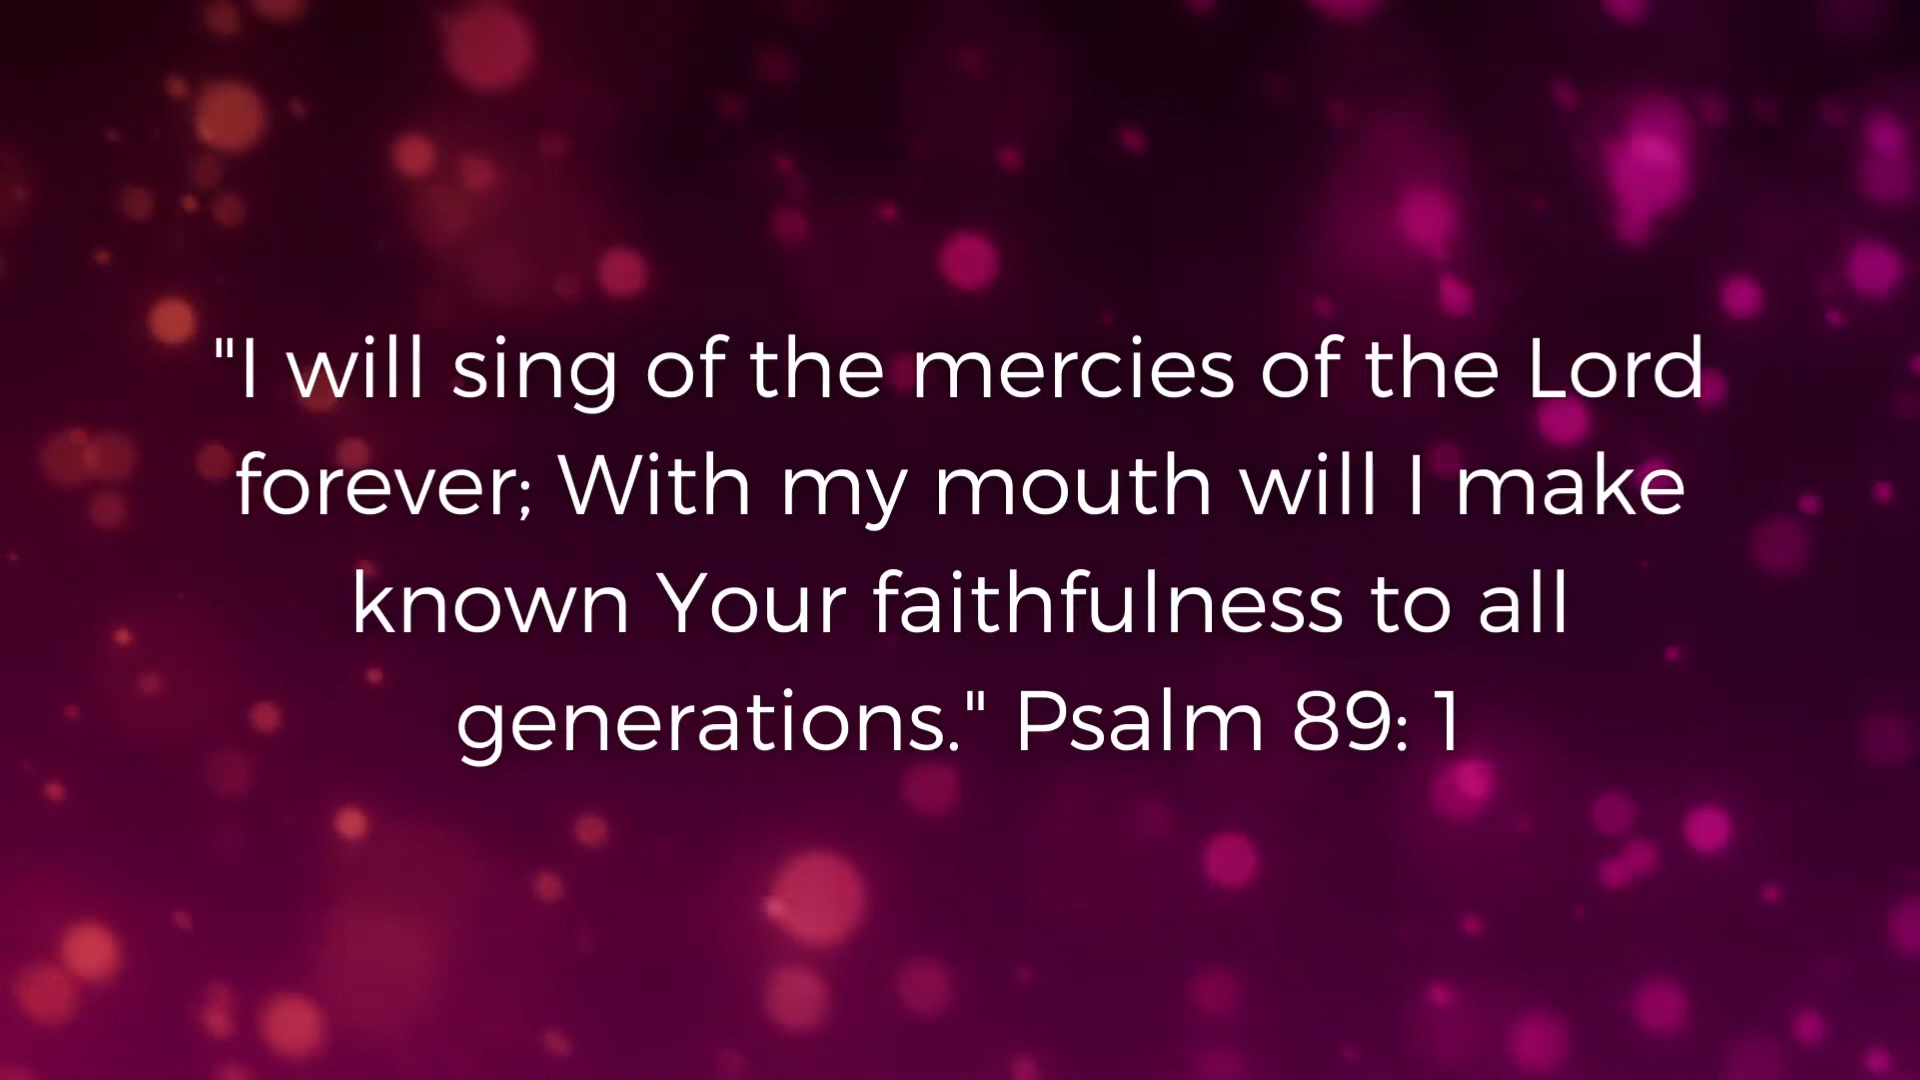 "I will sing of the mercies of the Lord
forever; With my mouth will I make
known Your faithfulness to all
generations." Psalm 89: 1